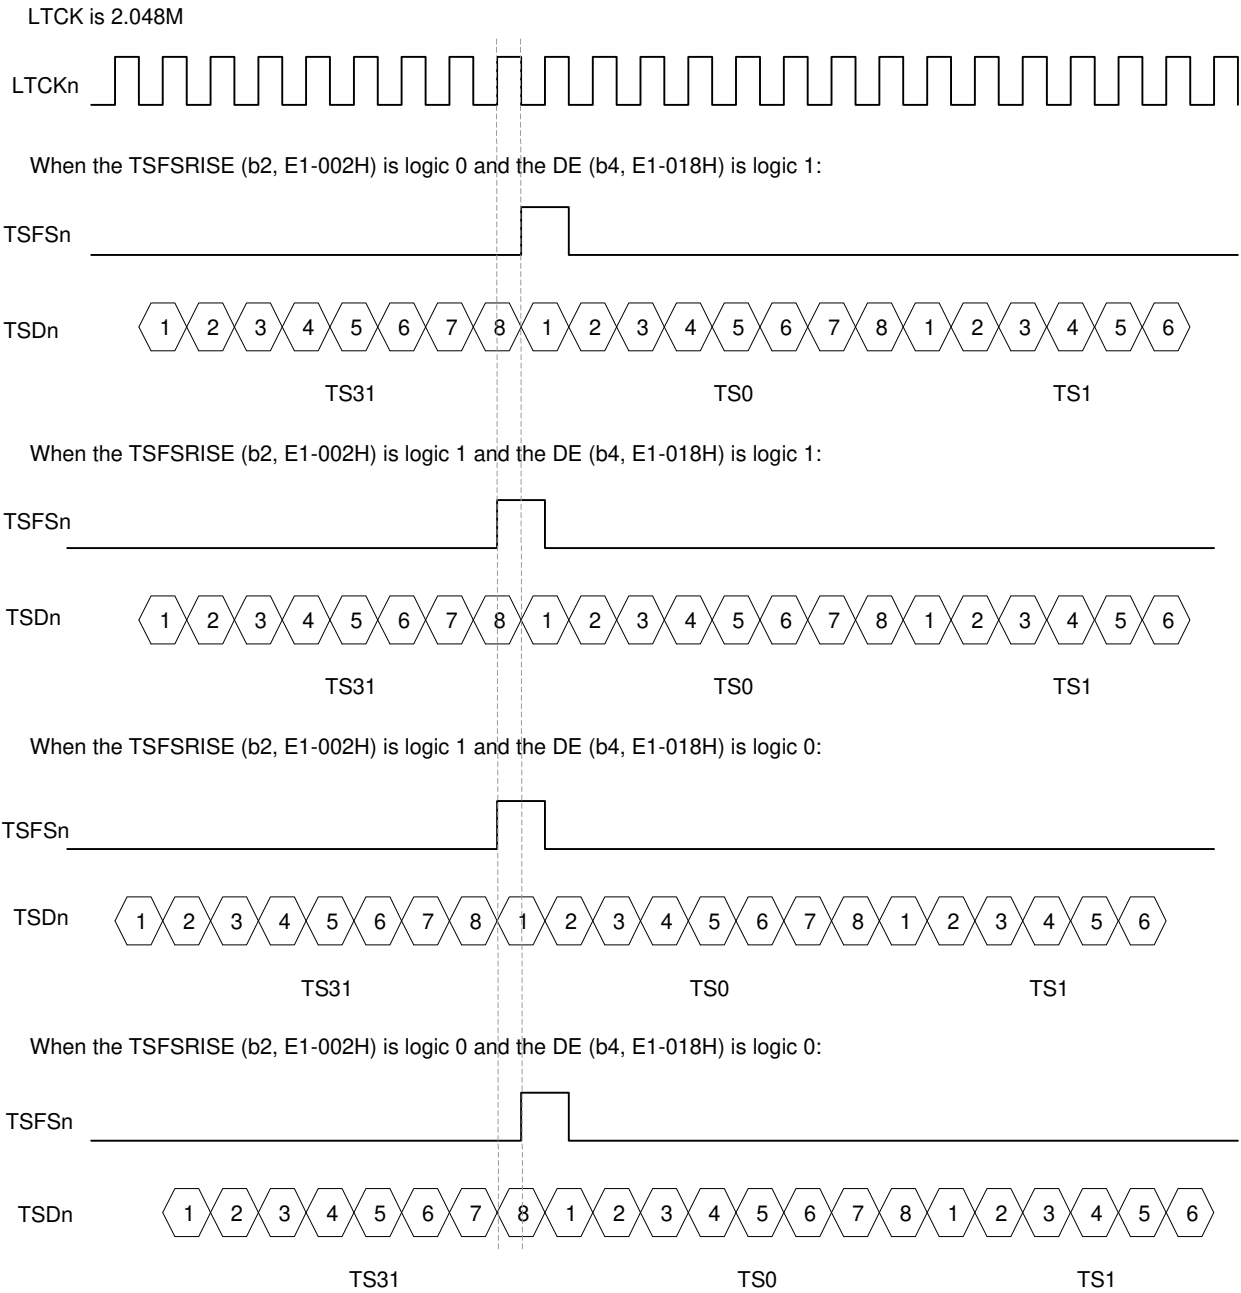 LTCK is 2.048M
LTCKn
When the TSFSRISE (b2, E1-002H) is logic 0 and the DE (b4, E1-018H) is logic 1:
TSFSn
TSDn 1 2 3 4 5 6 7 8 1 2 3 4 5 6 7 8 1 2 3 4 5 6
TS31 TS0 TS1
When the TSFSRISE (b2, E1-002H) is logic 1 and the DE (b4, E1-018H) is logic 1:
TSFSn
TSDn 1 2 3 4 5 6 7 8 1 2 3 4 5 6 7 8 1 2 3 4 5 6
TS31 TS0 TS1
When the TSFSRISE (b2, E1-002H) is logic 1 and the DE (b4, E1-018H) is logic 0:
TSFSn
TSDn 1 2 3 4 5 6 7 8 1 2 3 4 5 6 7 8 1 2 3 4 5 6
TS31 TS0 TS1
When the TSFSRISE (b2, E1-002H) is logic 0 and the DE (b4, E1-018H) is logic 0:
TSFSn
TSDn 1 2 3 4 5 6 7 8 1 2 3 4 5 6 7 8 1 2 3 4 5 6
TS31 TS0 TS1